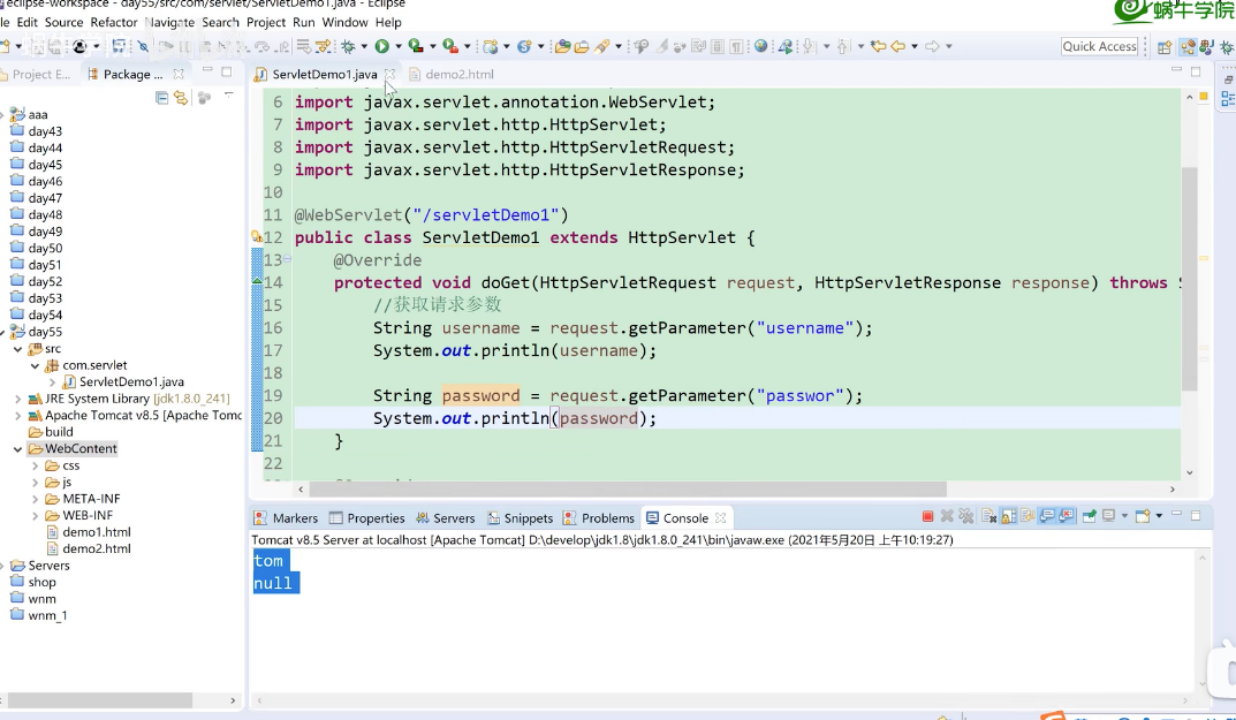 eclipse-workspace - day55/src/com/servlet/ServletDemo1.java - Eclipse
蜗牛学院
le Edit Source Refactor Navigate Search Project Run Window Help
Quick Access
Project E...
Package ...
ServletDemo1.java
demo2.html
aaa
day43
day44
day45
day46
day47
day48
day49
day50
day51
day52
day53
day54
day55
src
com.servlet
ServletDemo1.java
JRE System Library [jdk1.8.0_241]
Apache Tomcat v8.5 [Apache Tomc
build
WebContent
css
js
META-INF
WEB-INF
demo1.html
demo2.html
Servers
shop
wnm
wnm_1
6 import javax.servlet.annotation.WebServlet;
7 import javax.servlet.http.HttpServlet;
8 import javax.servlet.http.HttpServletRequest;
9 import javax.servlet.http.HttpServletResponse;
10
11 @WebServlet("/servletDemo1")
12 public class ServletDemo1 extends HttpServlet {
13 @Override
14 protected void doGet(HttpServletRequest request, HttpServletResponse response) throws
15 //获取请求参数
16 String username = request.getParameter("username");
17 System.out.println(username);
18
19 String password = request.getParameter("passwor");
20 System.out.println(password);
21 }
22
Markers
Properties
Servers
Snippets
Problems
Console
Tomcat v8.5 Server at localhost [Apache Tomcat] D:\develop\jdk1.8\jdk1.8.0_241\bin\javaw.exe (2021年5月20日 上午10:19:27)
tom
null